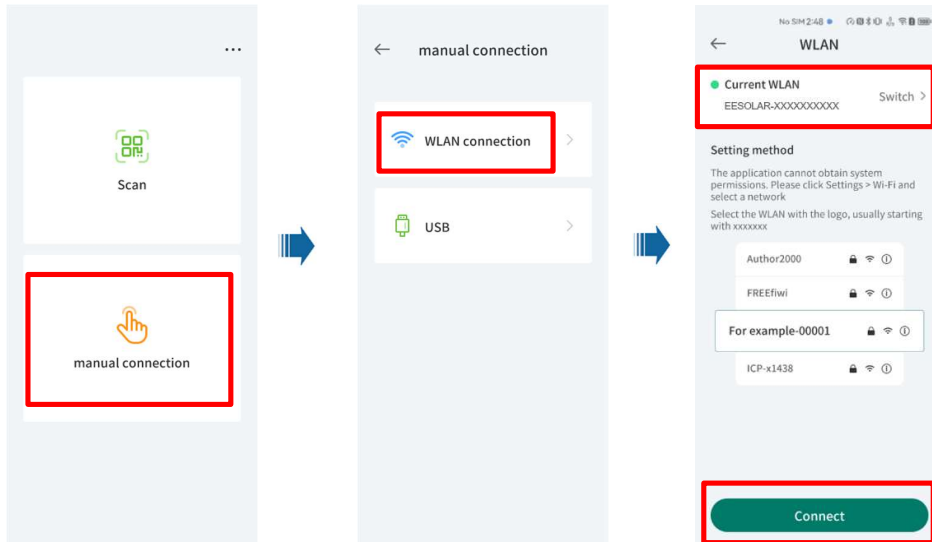 ...
Scan
manual connection
manual connection
WLAN connection
USB
No SIM 2:48
WLAN
Current WLAN
EESOLAR-XXXXXXXXXX
Switch
Setting method
The application cannot obtain system
permissions. Please click Settings > Wi-Fi and
select a network
Select the WLAN with the logo, usually starting
with xxxxxxx
Author2000
FREEfiwi
For example-00001
ICP-x1438
Connect